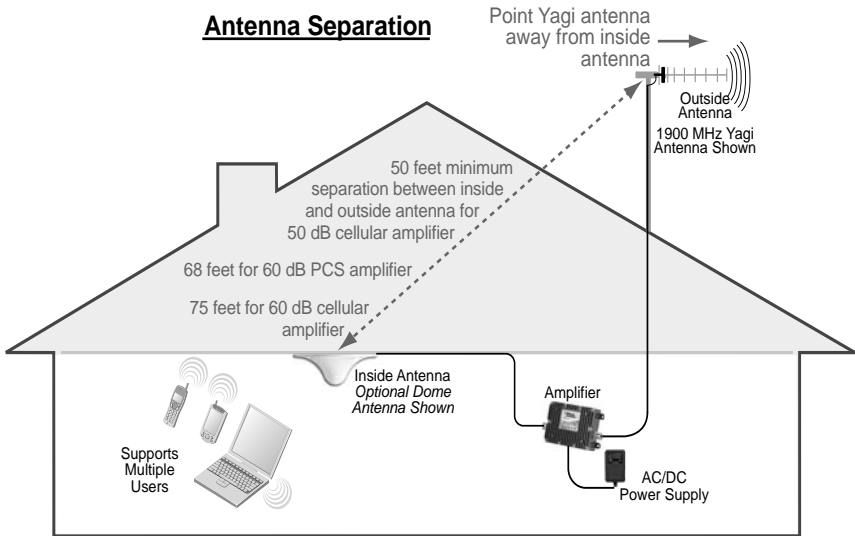 Antenna Separation
Point Yagi antenna
away from inside
antenna
Outside
Antenna
1900 MHz Yagi
Antenna Shown
50 feet minimum
separation between inside
and outside antenna for
50 dB cellular amplifier
68 feet for 60 dB PCS amplifier
75 feet for 60 dB cellular
amplifier
Inside Antenna
Optional Dome
Antenna Shown
Amplifier
Supports
Multiple
Users
AC/DC
Power Supply